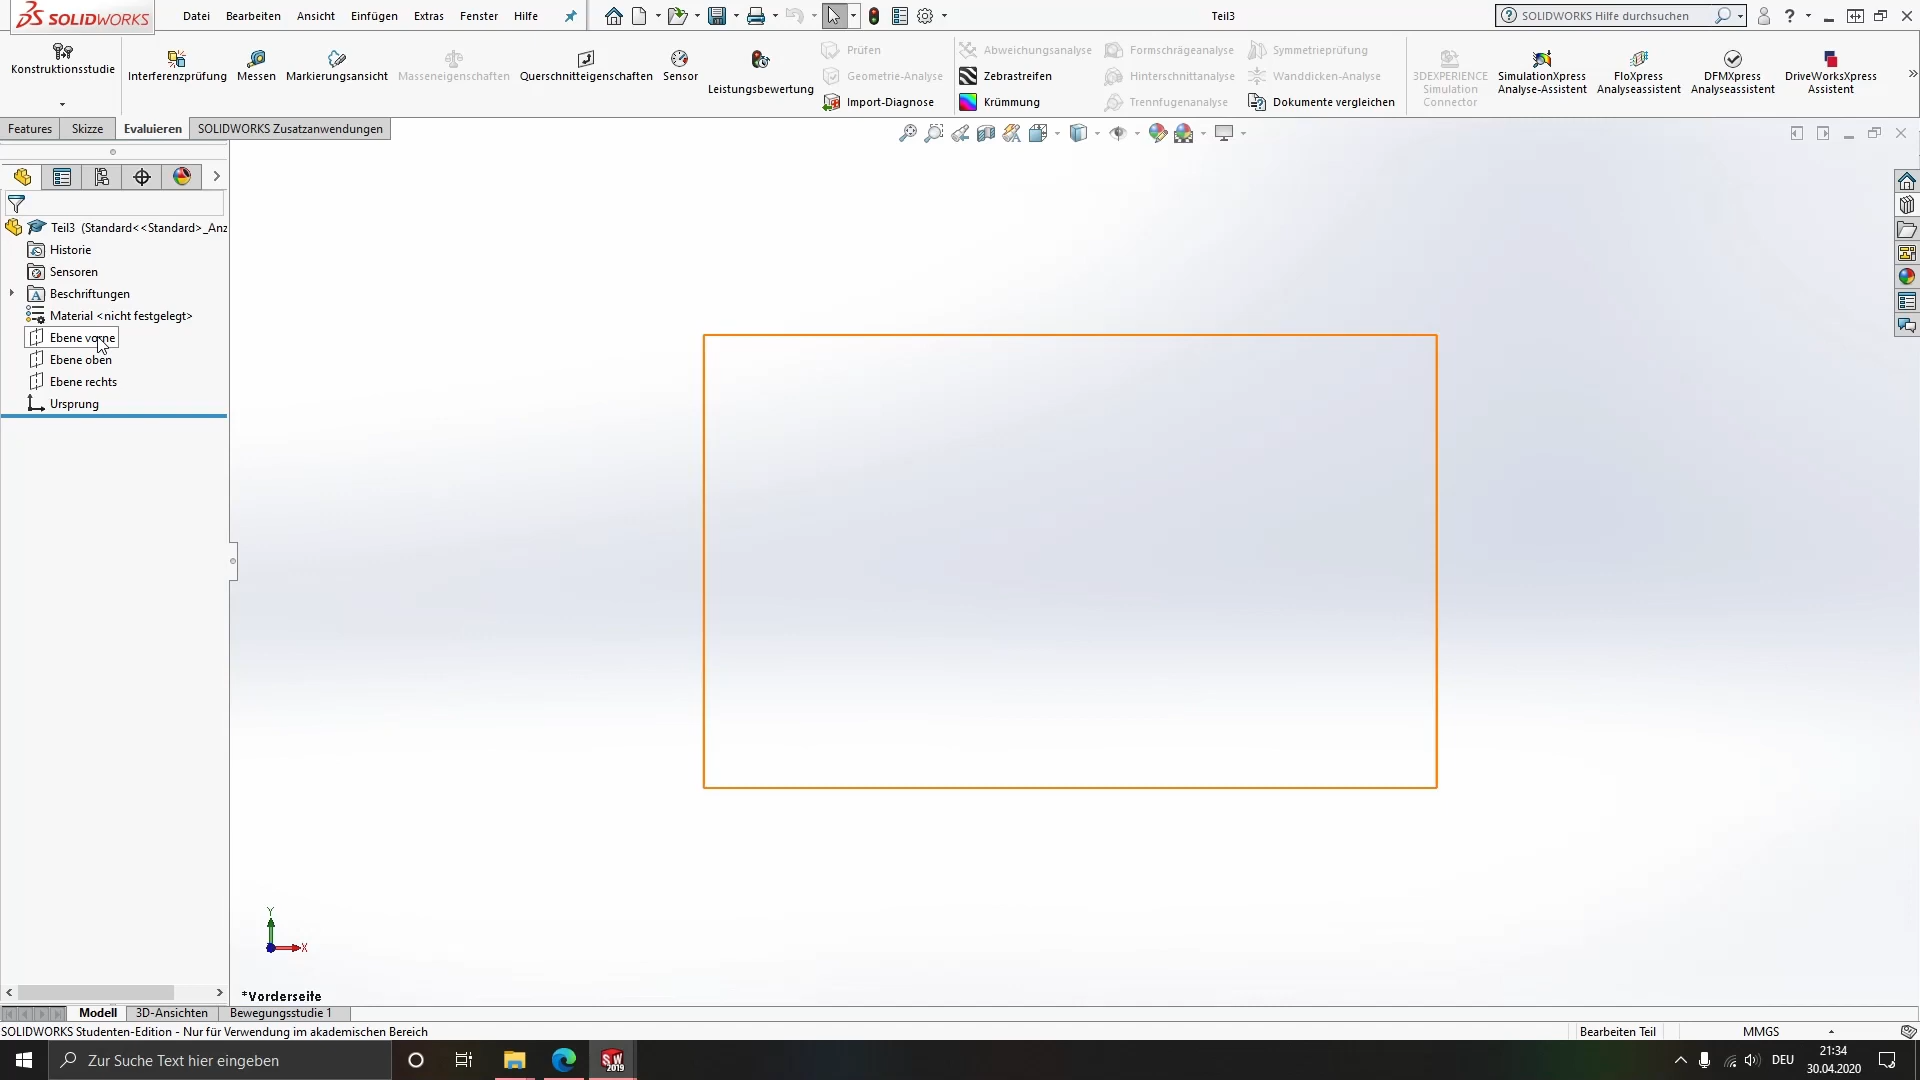 SOLIDWORKS
Datei Bearbeiten Ansicht Einfügen Extras Fenster Hilfe
Teil3
SOLIDWORKS Hilfe durchsuchen
Konstruktionsstudie
Interferenzprüfung
Messen
Markierungsansicht
Masseneigenschaften
Querschnitteigenschaften
Sensor
Leistungsbewertung
Prüfen
Geometrie-Analyse
Import-Diagnose
Abweichungsanalyse
Zebrastreifen
Krümmung
Formschrägeanalyse
Hinterschnittanalyse
Trennfugenanalyse
Symmetrieprüfung
Wanddicken-Analyse
Dokumente vergleichen
3DEXPERIENCE
Simulation
Connector
SimulationXpress
Analyse-Assistent
FloXpress
Analyseassistent
DFMXpress
Analyseassistent
DriveWorksXpress
Assistent
Features Skizze Evaluieren SOLIDWORKS Zusatzanwendungen
Teil3 (Standard<<Standard>_Anz
Historie
Sensoren
Beschriftungen
Material <nicht festgelegt>
Ebene vorne
Ebene oben
Ebene rechts
Ursprung
Y
X
*Vorderseite
Modell 3D-Ansichten Bewegungsstudie 1
SOLIDWORKS Studenten-Edition - Nur für Verwendung im akademischen Bereich
Bearbeiten Teil
MMGS
Zur Suche Text hier eingeben
SW
2019
DEU
21:34
30.04.2020